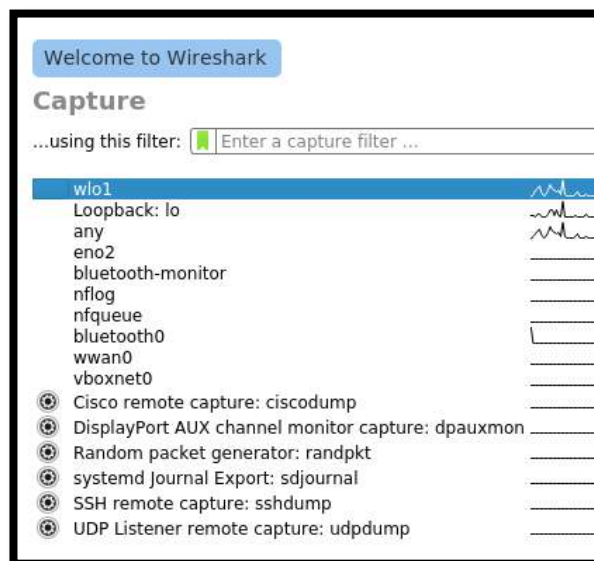 Welcome to Wireshark
Capture
...using this filter: Enter a capture filter ...
wlo1
Loopback: lo
any
eno2
bluetooth-monitor
nflog
nfqueue
bluetooth0
wwan0
vboxnet0
Cisco remote capture: ciscodump
DisplayPort AUX channel monitor capture: dpauxmon
Random packet generator: randpkt
systemd Journal Export: sdjournal
SSH remote capture: sshdump
UDP Listener remote capture: udpdump